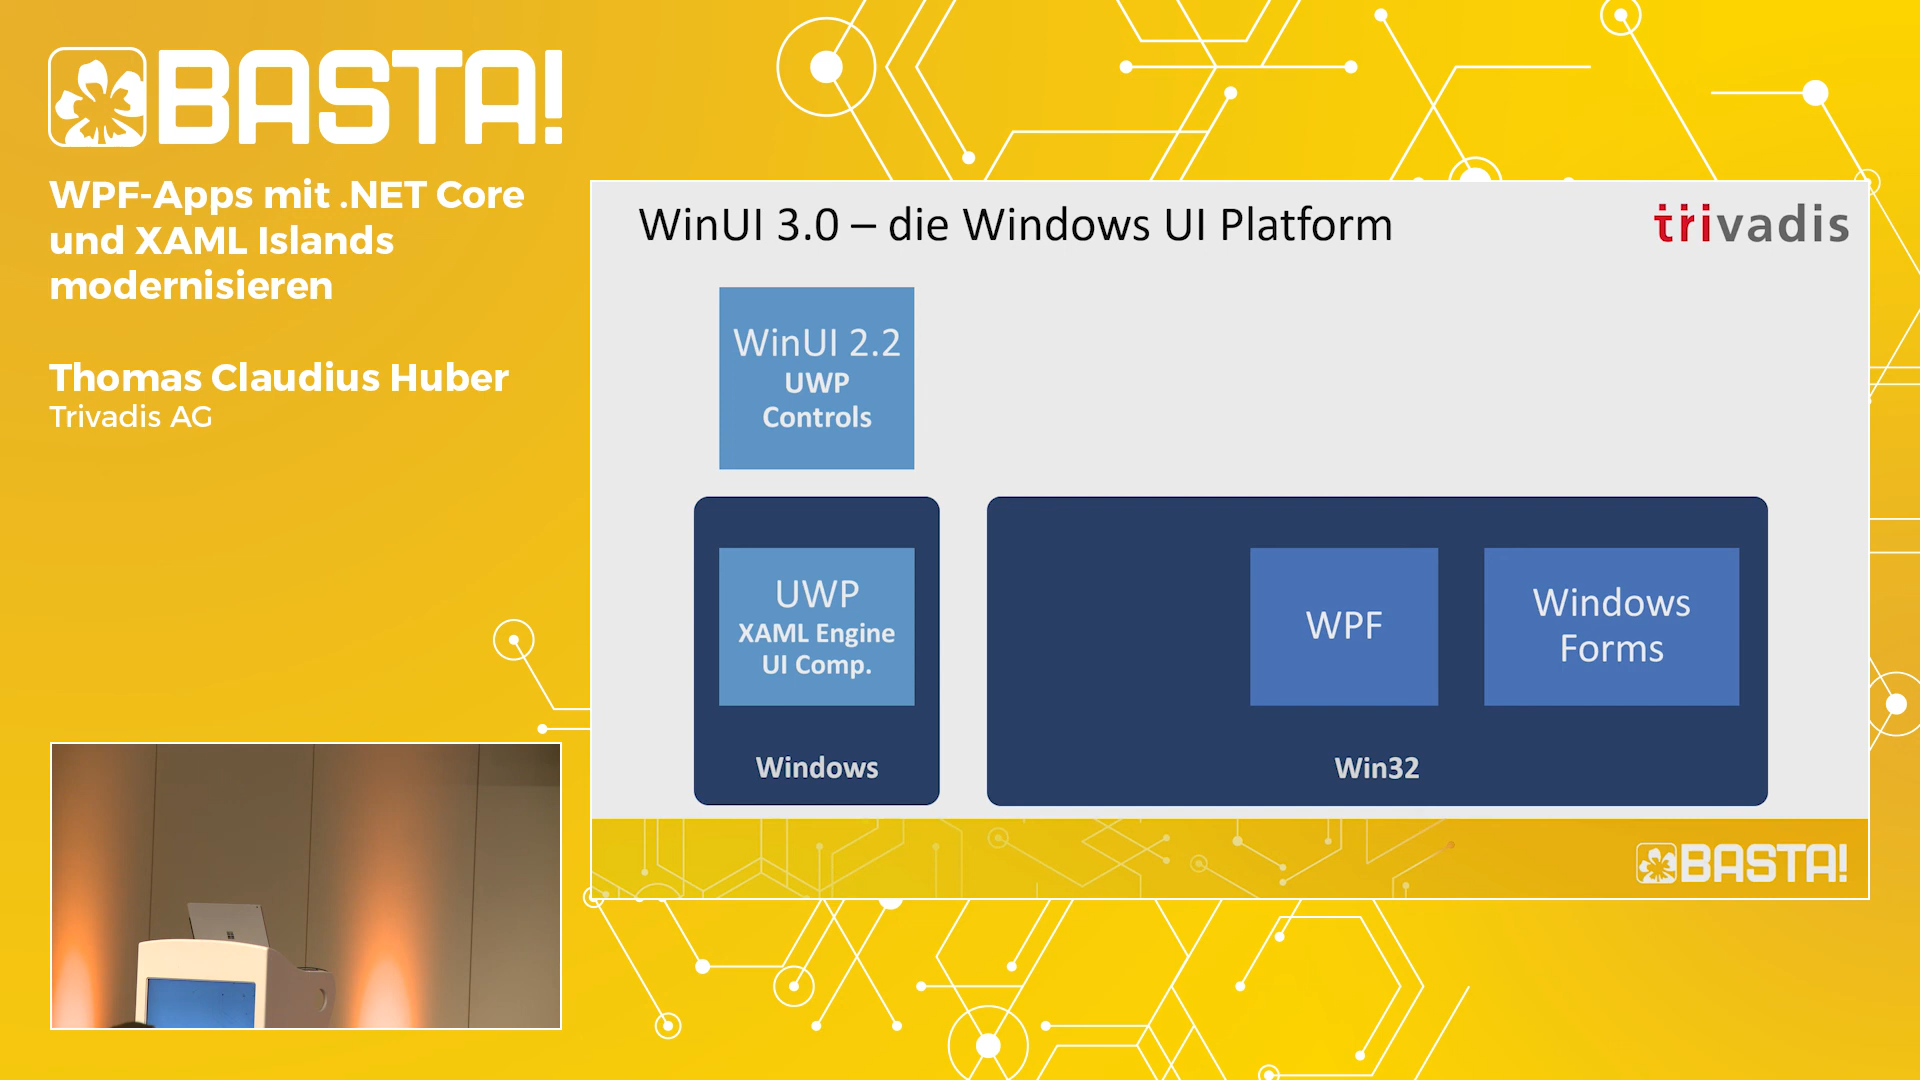 BASTA!
WPF-Apps mit .NET Core
und XAML Islands
modernisieren
Thomas Claudius Huber
Trivadis AG
WinUI 3.0 – die Windows UI Platform
trivadis
WinUI 2.2
UWP
Controls
UWP
XAML Engine
UI Comp.
Windows
WPF
Windows
Forms
Win32
BASTA!